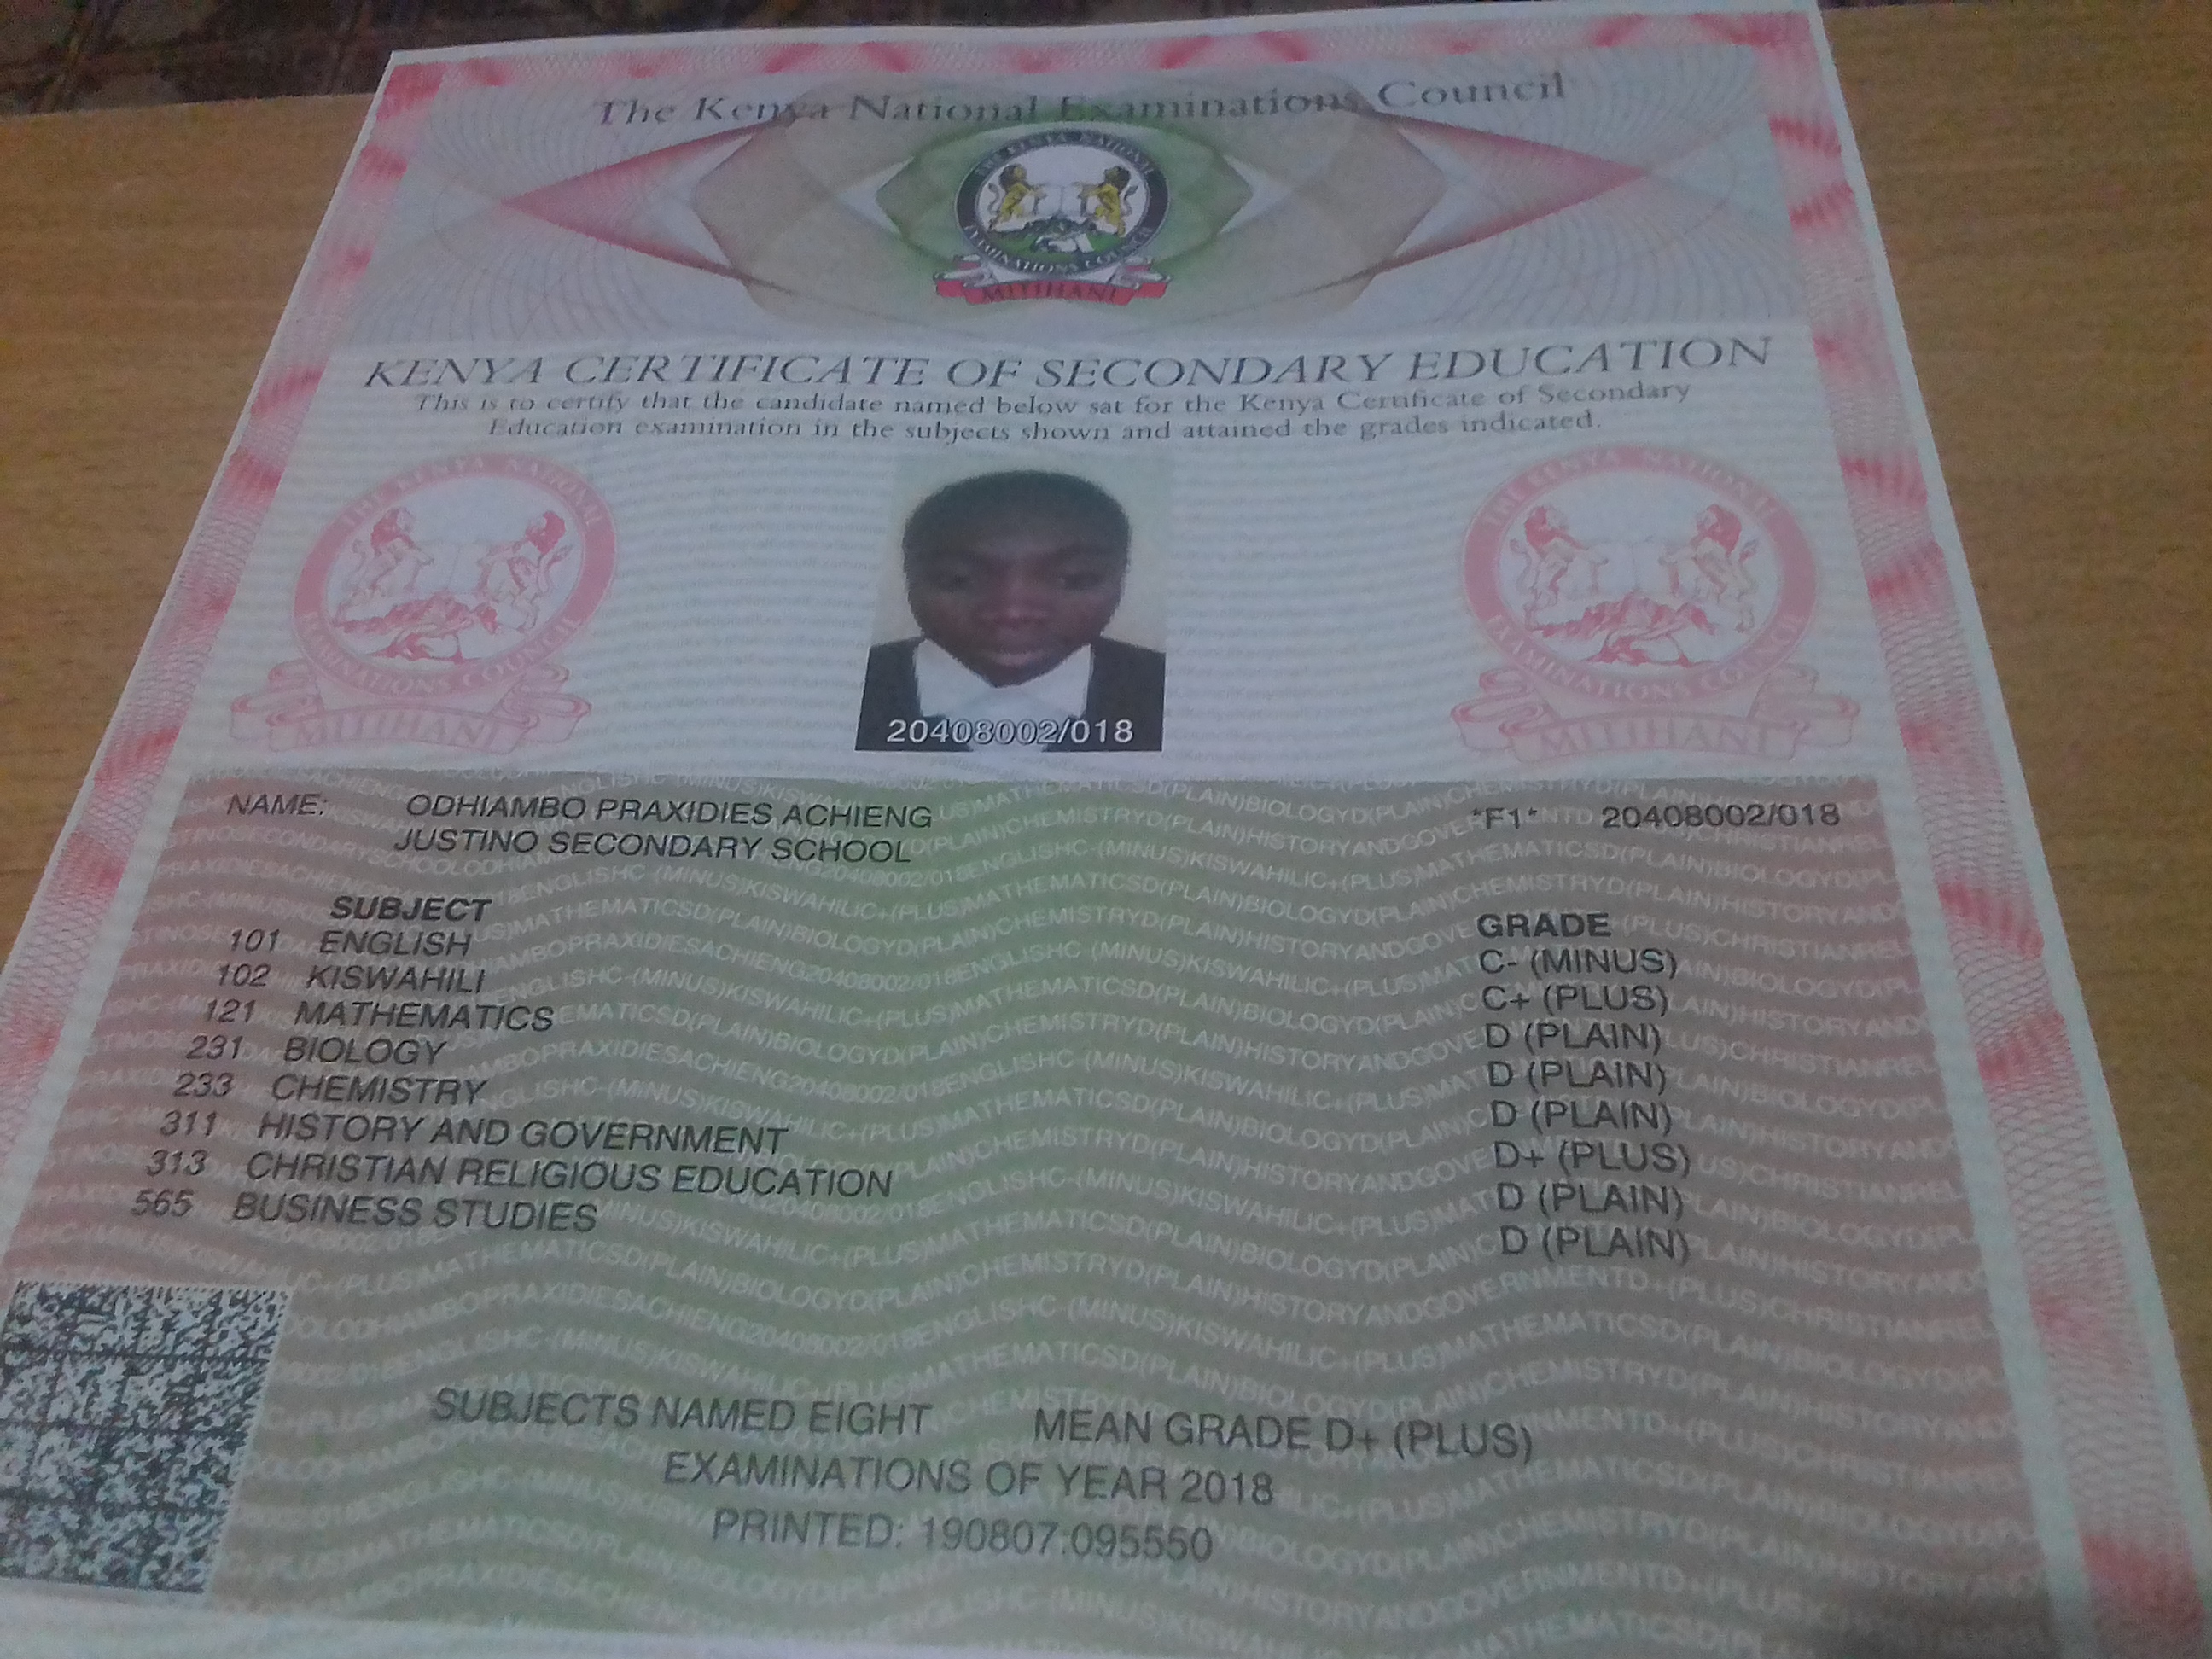 The Kenya National Examinations Council
THE KENYA NATIONAL EXAMINATIONS COUNCIL
MITIHANI
KENYA CERTIFICATE OF SECONDARY EDUCATION
This is to certify that the candidate named below sat for the Kenya Certificate of Secondary
Education examination in the subjects shown and attained the grades indicated.
THE KENYA NATIONAL EXAMINATIONS COUNCIL
MITIHANI
20408002/018
THE KENYA NATIONAL EXAMINATIONS COUNCIL
MITIHANI
NAME: ODHIAMBO PRAXIDIES ACHIENG *F1* 20408002/018
JUSTINO SECONDARY SCHOOL
SUBJECT GRADE
101 ENGLISH C- (MINUS)
102 KISWAHILI C+ (PLUS)
121 MATHEMATICS D (PLAIN)
231 BIOLOGY D (PLAIN)
233 CHEMISTRY D (PLAIN)
311 HISTORY AND GOVERNMENT D+ (PLUS)
313 CHRISTIAN RELIGIOUS EDUCATION D (PLAIN)
565 BUSINESS STUDIES D (PLAIN)
SUBJECTS NAMED EIGHT MEAN GRADE D+ (PLUS)
EXAMINATIONS OF YEAR 2018
PRINTED: 190807:095550